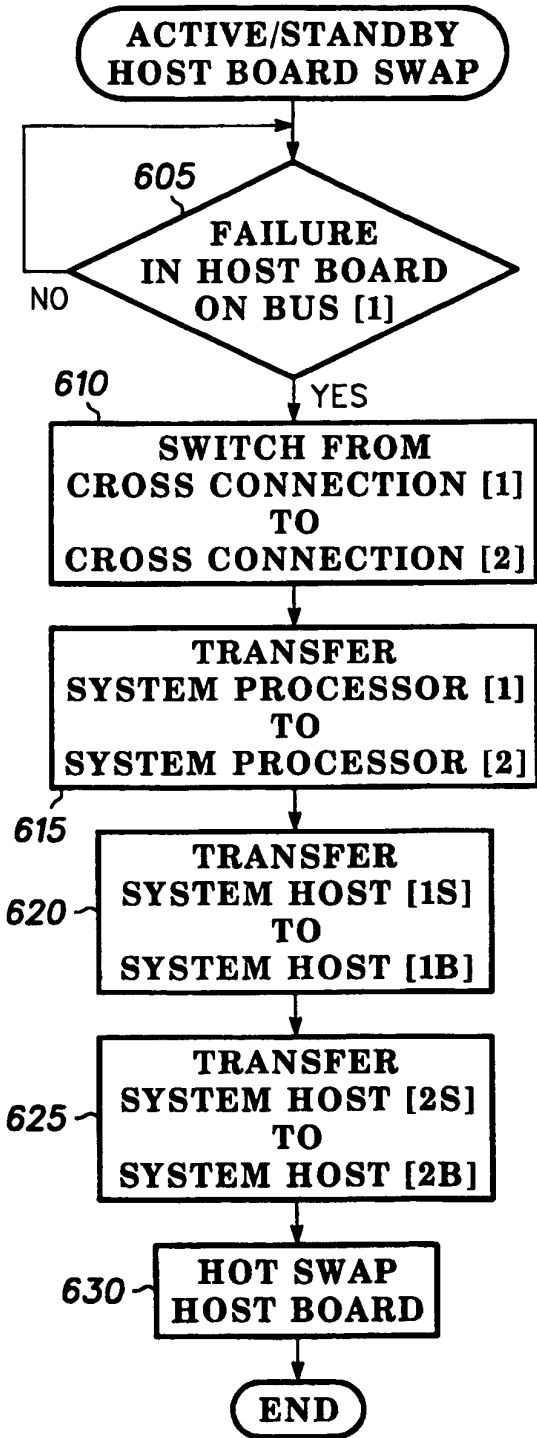 ACTIVE/STANDBY
HOST BOARD SWAP
605
FAILURE
IN HOST BOARD
ON BUS [1]
NO
YES
610
SWITCH FROM
CROSS CONNECTION [1]
TO
CROSS CONNECTION [2]
TRANSFER
SYSTEM PROCESSOR [1]
TO
SYSTEM PROCESSOR [2]
615
TRANSFER
SYSTEM HOST [1S]
TO
SYSTEM HOST [1B]
620
TRANSFER
SYSTEM HOST [2S]
TO
SYSTEM HOST [2B]
625
HOT SWAP
HOST BOARD
630
END